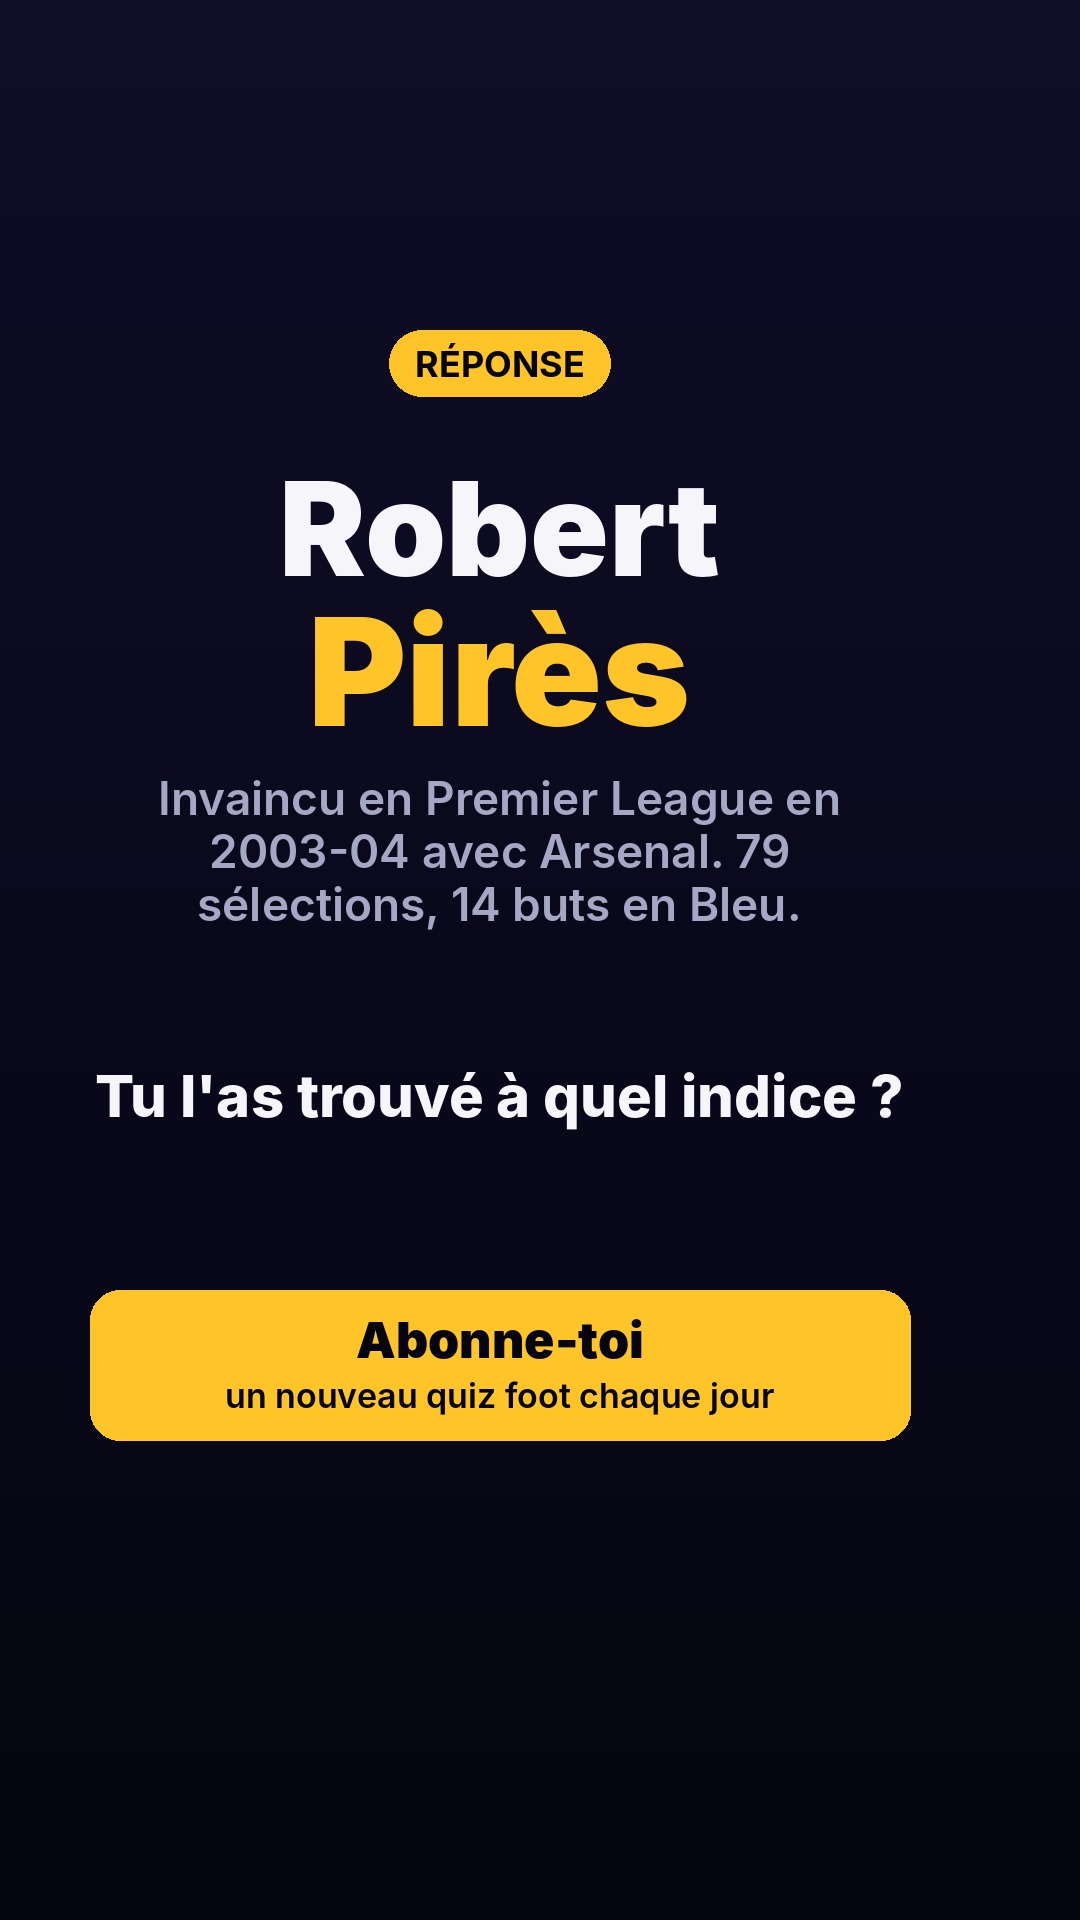 RÉPONSE
Robert
Pirès
Invaincu en Premier League en
2003-04 avec Arsenal. 79
sélections, 14 buts en Bleu.
Tu l'as trouvé à quel indice ?
Abonne-toi
un nouveau quiz foot chaque jour